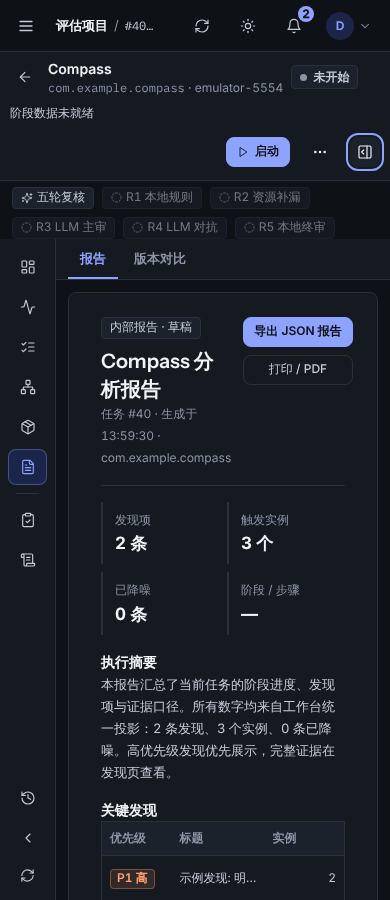 评估项目 / #40…
2
D
Compass
com.example.compass · emulator-5554
未开始
阶段数据未就绪
启动
五轮复核
R1 本地规则
R2 资源补漏
R3 LLM 主审
R4 LLM 对抗
R5 本地终审
报告
版本对比
内部报告 · 草稿
导出 JSON 报告
打印 / PDF
Compass 分
析报告
任务 #40 · 生成于
13:59:30 ·
com.example.compass
发现项
2 条
触发实例
3 个
已降噪
0 条
阶段 / 步骤
—
执行摘要
本报告汇总了当前任务的阶段进度、发现
项与证据口径。所有数字均来自工作台统
一投影：2 条发现、3 个实例、0 条已降
噪。高优先级发现优先展示，完整证据在
发现页查看。
关键发现
优先级 标题 实例
P1 高 示例发现: 明… 2